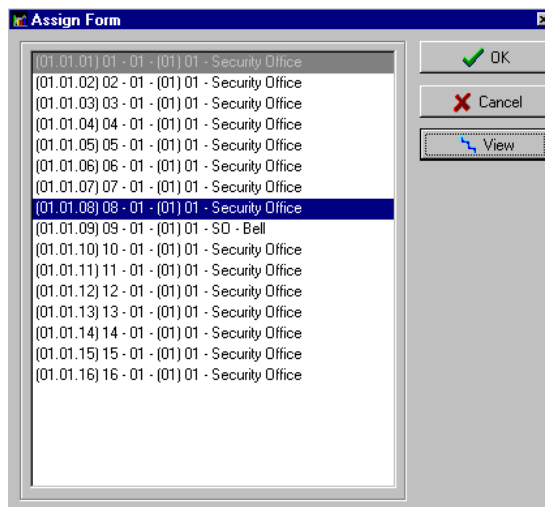 Assign Form
(01.01.01) 01 - 01 - (01) 01 - Security Office
(01.01.02) 02 - 01 - (01) 01 - Security Office
(01.01.03) 03 - 01 - (01) 01 - Security Office
(01.01.04) 04 - 01 - (01) 01 - Security Office
(01.01.05) 05 - 01 - (01) 01 - Security Office
(01.01.06) 06 - 01 - (01) 01 - Security Office
(01.01.07) 07 - 01 - (01) 01 - Security Office
(01.01.08) 08 - 01 - (01) 01 - Security Office
(01.01.09) 09 - 01 - (01) 01 - SO - Bell
(01.01.10) 10 - 01 - (01) 01 - Security Office
(01.01.11) 11 - 01 - (01) 01 - Security Office
(01.01.12) 12 - 01 - (01) 01 - Security Office
(01.01.13) 13 - 01 - (01) 01 - Security Office
(01.01.14) 14 - 01 - (01) 01 - Security Office
(01.01.15) 15 - 01 - (01) 01 - Security Office
(01.01.16) 16 - 01 - (01) 01 - Security Office
OK
Cancel
View